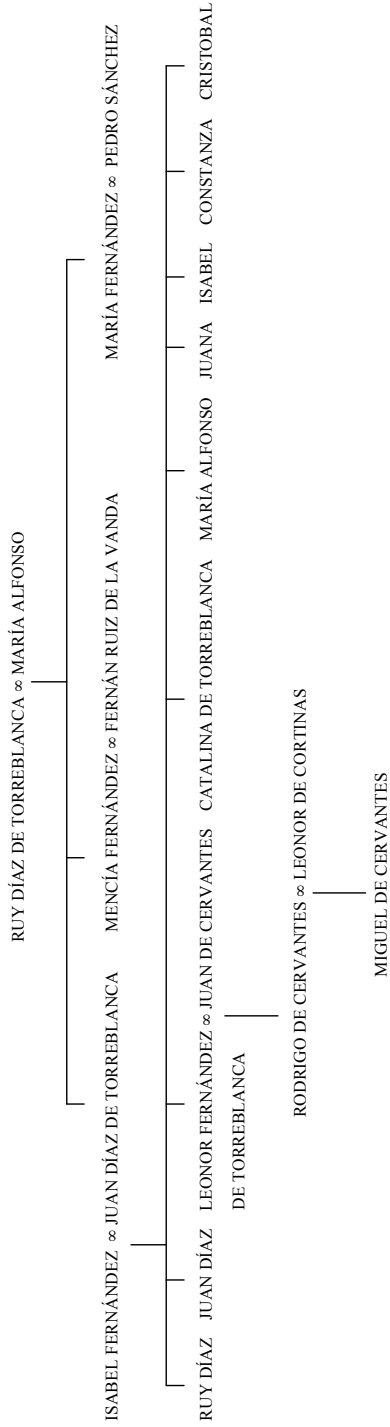 RUY DÍAZ DE TORREBLANCA ∞ MARÍA ALFONSO
ISABEL FERNÁNDEZ ∞ JUAN DÍAZ DE TORREBLANCA MENCÍA FERNÁNDEZ ∞ FERNÁN RUIZ DE LA VANDA MARÍA FERNÁNDEZ ∞ PEDRO SÁNCHEZ
RUY DÍAZ JUAN DÍAZ LEONOR FERNÁNDEZ ∞ JUAN DE CERVANTES CATALINA DE TORREBLANCA MARÍA ALFONSO JUANA ISABEL CONSTANZA CRISTOBAL
DE TORREBLANCA
RODRIGO DE CERVANTES ∞ LEONOR DE CORTINAS
MIGUEL DE CERVANTES